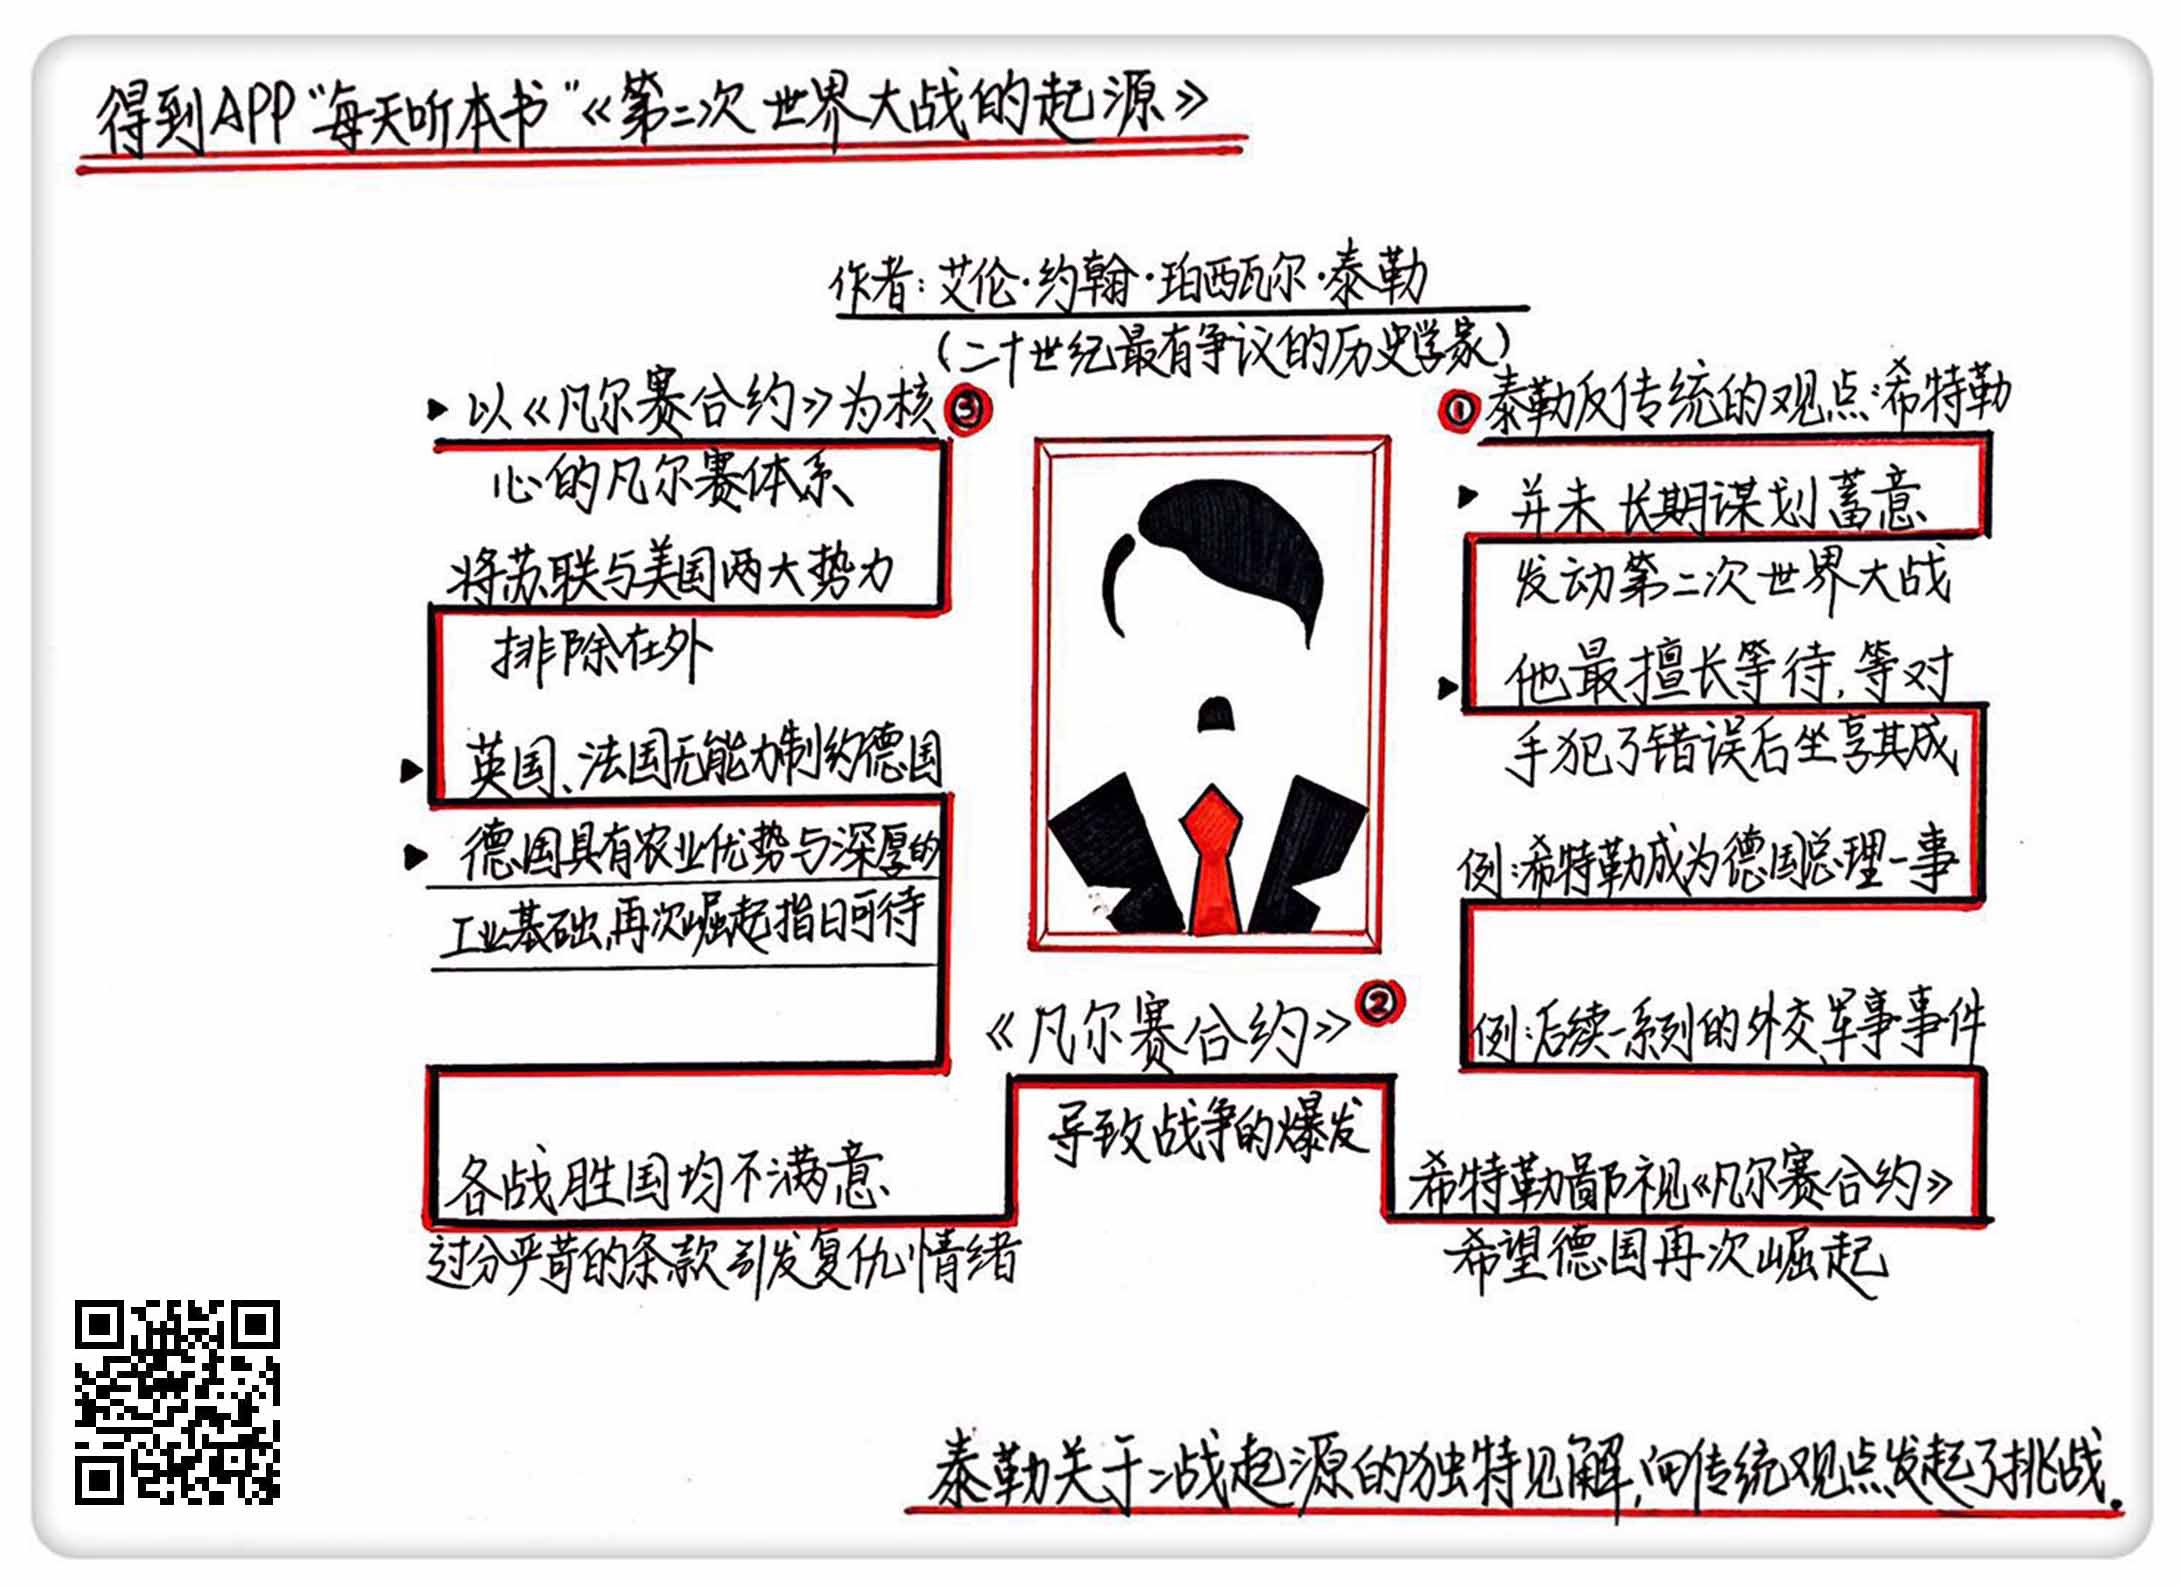 得到APP“每天听本书”《第二次世界大战的起源》
作者：艾伦·约翰·珀西瓦尔·泰勒
（二十世纪最有争议的历史学家）
① 泰勒反传统的观点：希特勒
并未长期谋划蓄意
发动第二次世界大战
他最擅长等待，等对
手犯了错误后坐享其成
例：希特勒成为德国总理一事
例：后续一系列的外交、军事事件
希特勒鄙视《凡尔赛合约》
希望德国再次崛起
《凡尔赛合约》②
导致战争的爆发
以《凡尔赛合约》为核 ③
心的凡尔赛体系
将苏联与美国两大势力
排除在外
英国、法国无能力制约德国
德国具有农业优势与深厚的
工业基础，再次崛起指日可待
各战胜国均不满意、
过分严苛的条款引发复仇情绪
泰勒关于二战起源的独特见解，向传统观点发起了挑战。